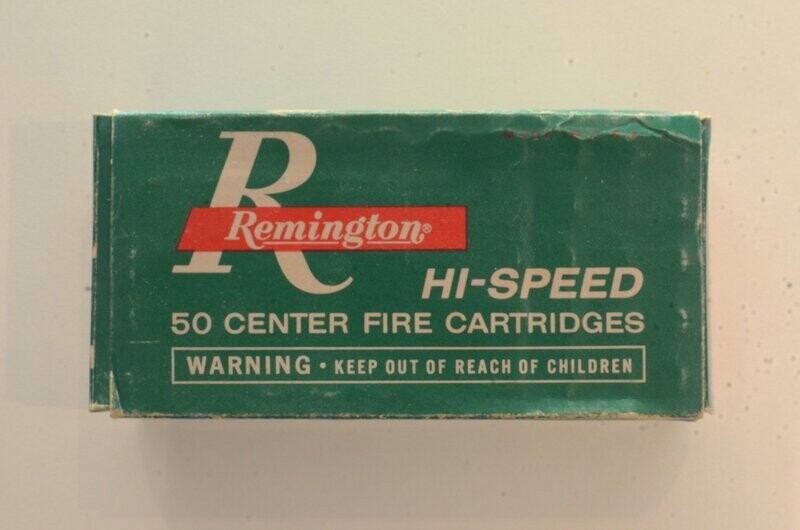 R
Remington®
HI-SPEED
50 CENTER FIRE CARTRIDGES
WARNING • KEEP OUT OF REACH OF CHILDREN